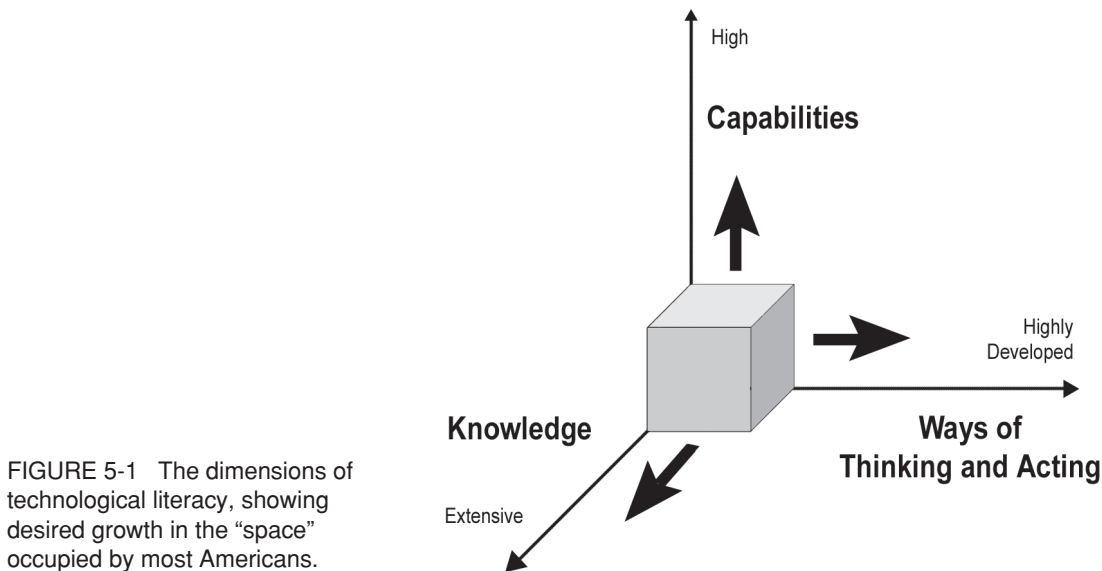 High
Capabilities
Highly
Developed
Knowledge
Ways of
Thinking and Acting
Extensive
FIGURE 5-1 The dimensions of
technological literacy, showing
desired growth in the “space”
occupied by most Americans.